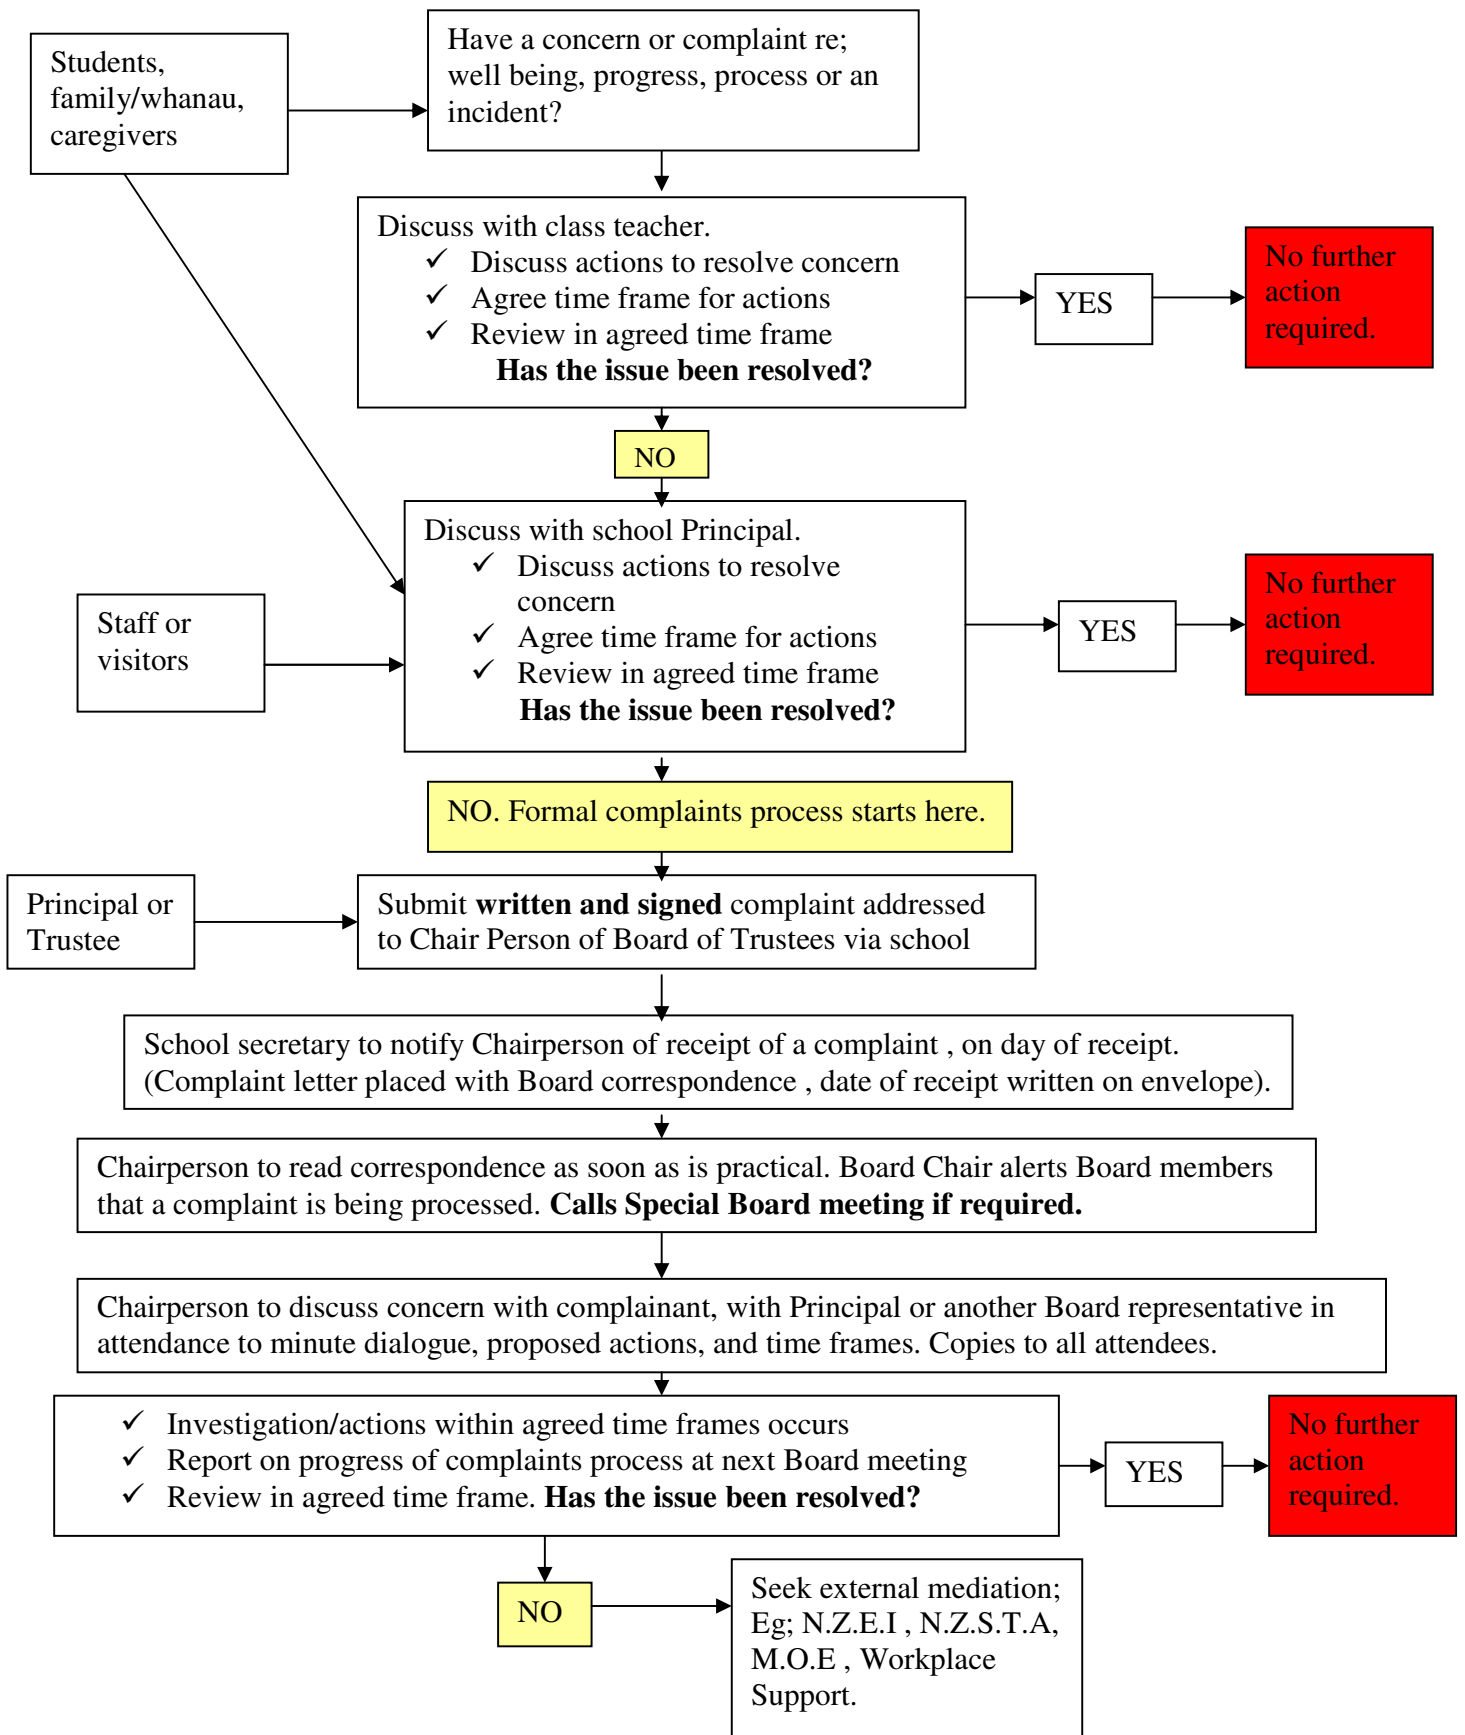 Students,
family/whanau,
caregivers
Have a concern or complaint re;
well being, progress, process or an
incident?
Discuss with class teacher.
✓ Discuss actions to resolve concern
✓ Agree time frame for actions
✓ Review in agreed time frame
Has the issue been resolved?
YES
No further
action
required.
NO
Discuss with school Principal.
✓ Discuss actions to resolve
concern
✓ Agree time frame for actions
✓ Review in agreed time frame
Has the issue been resolved?
Staff or
visitors
YES
No further
action
required.
NO. Formal complaints process starts here.
Principal or
Trustee
Submit written and signed complaint addressed
to Chair Person of Board of Trustees via school
School secretary to notify Chairperson of receipt of a complaint , on day of receipt.
(Complaint letter placed with Board correspondence , date of receipt written on envelope).
Chairperson to read correspondence as soon as is practical. Board Chair alerts Board members
that a complaint is being processed. Calls Special Board meeting if required.
Chairperson to discuss concern with complainant, with Principal or another Board representative in
attendance to minute dialogue, proposed actions, and time frames. Copies to all attendees.
✓ Investigation/actions within agreed time frames occurs
✓ Report on progress of complaints process at next Board meeting
✓ Review in agreed time frame. Has the issue been resolved?
YES
No further
action
required.
NO
Seek external mediation;
Eg; N.Z.E.I , N.Z.S.T.A,
M.O.E , Workplace
Support.